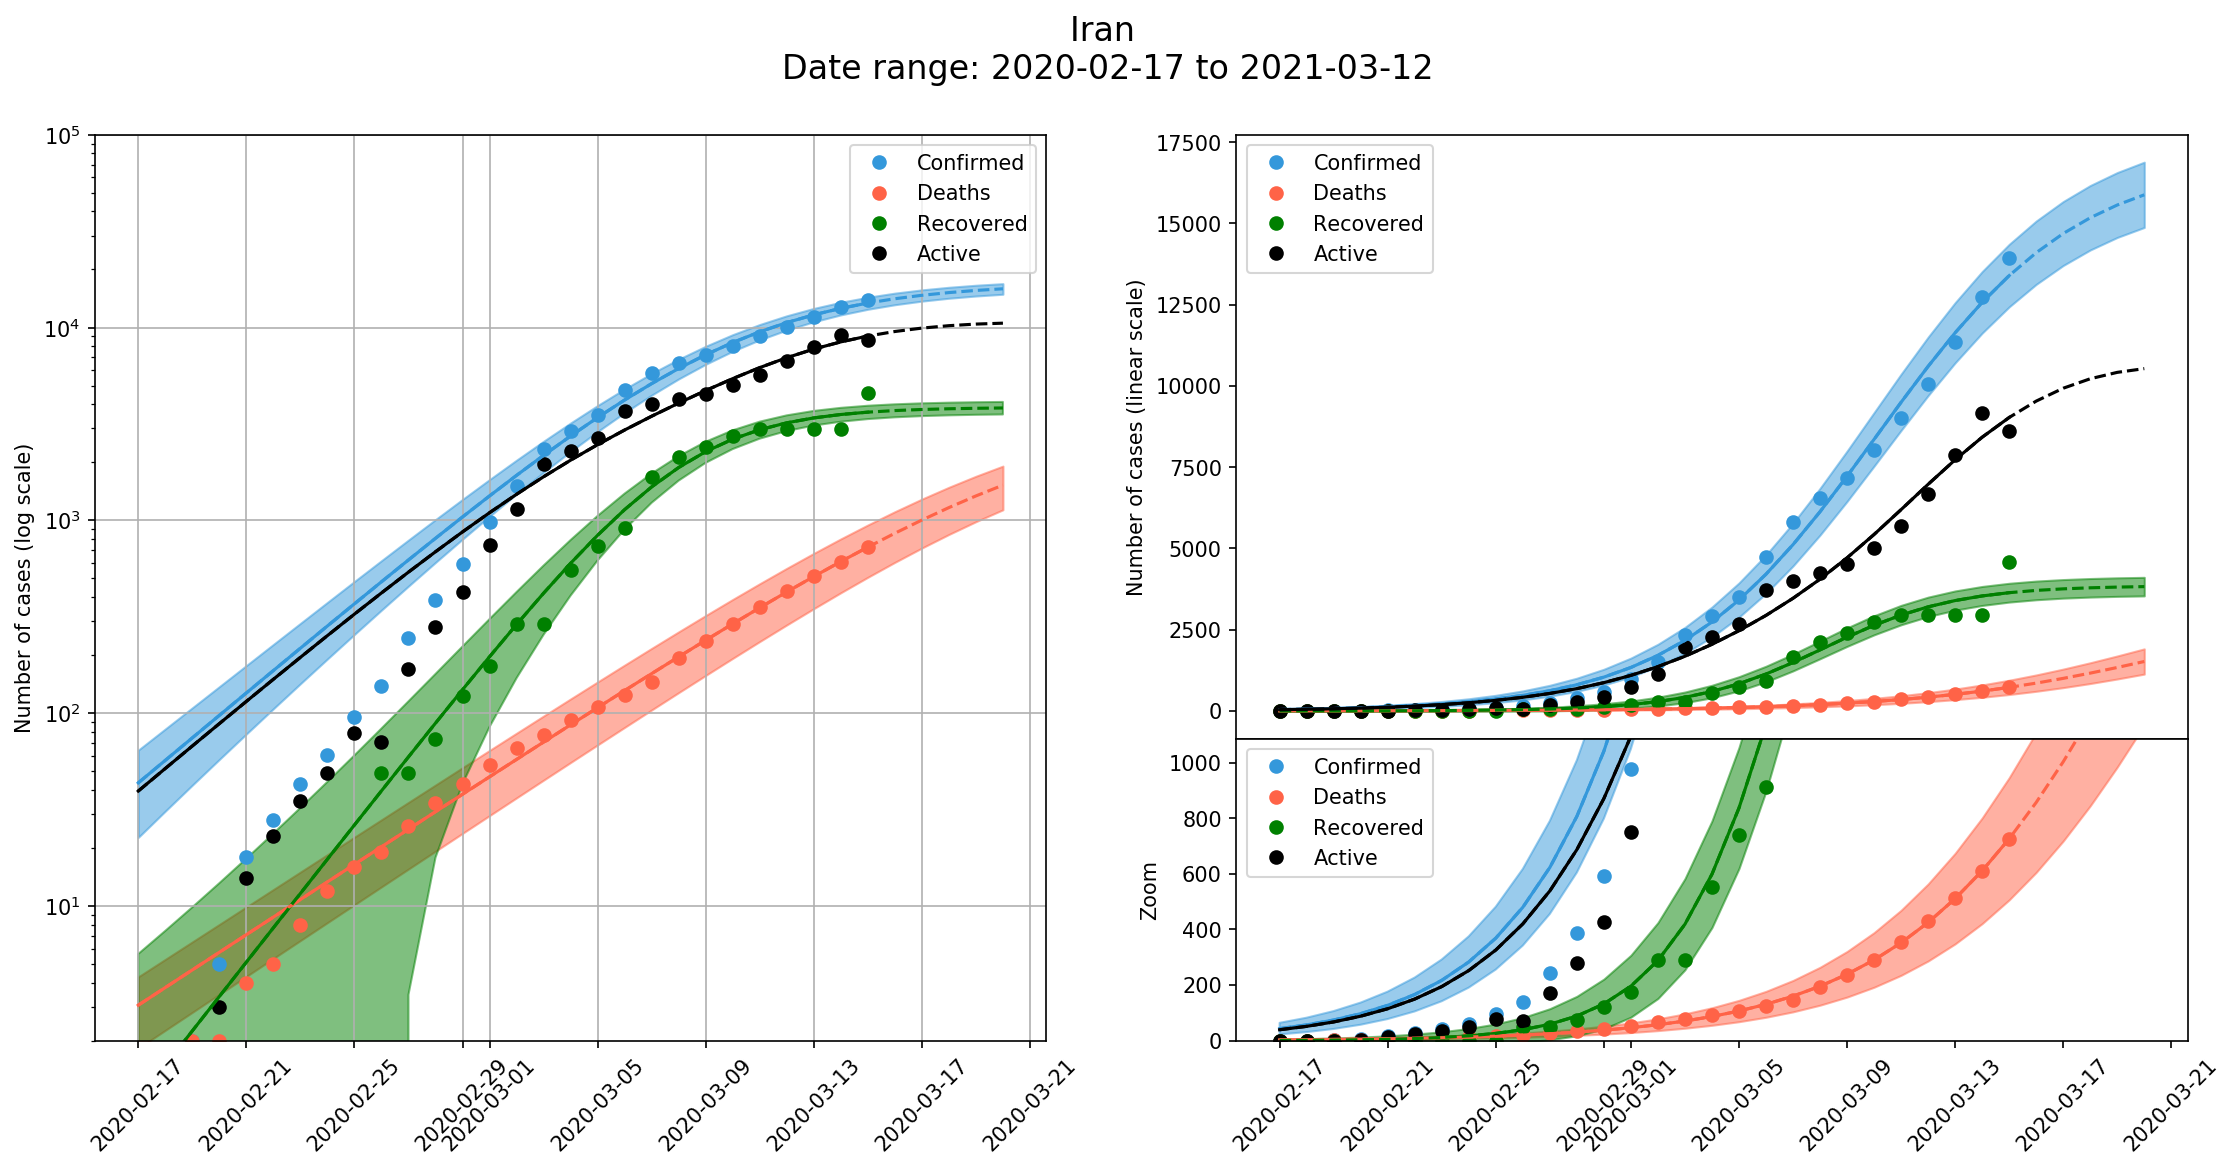 Iran
Date range: 2020-02-17 to 2021-03-12
Number of cases (log scale)
10^5
10^4
10^3
10^2
10^1
Confirmed
Deaths
Recovered
Active
2020-02-17
2020-02-21
2020-02-25
2020-02-29
2020-03-01
2020-03-05
2020-03-09
2020-03-13
2020-03-17
2020-03-21
Number of cases (linear scale)
17500
15000
12500
10000
7500
5000
2500
0
Confirmed
Deaths
Recovered
Active
Zoom
1000
800
600
400
200
0
Confirmed
Deaths
Recovered
Active
2020-02-17
2020-02-21
2020-02-25
2020-02-29
2020-03-01
2020-03-05
2020-03-09
2020-03-13
2020-03-17
2020-03-21